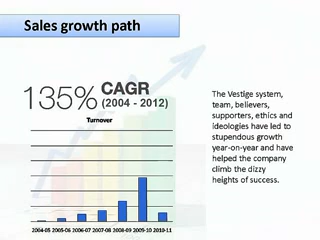 Sales growth path
135% CAGR
(2004 - 2012)
Turnover
2004-05 2005-06 2006-07 2007-08 2008-09 2009-10 2010-11
The Vestige system,
team, believers,
supporters, ethics and
ideologies have led to
stupendous growth
year-on-year and have
helped the company
climb the dizzy
heights of success.